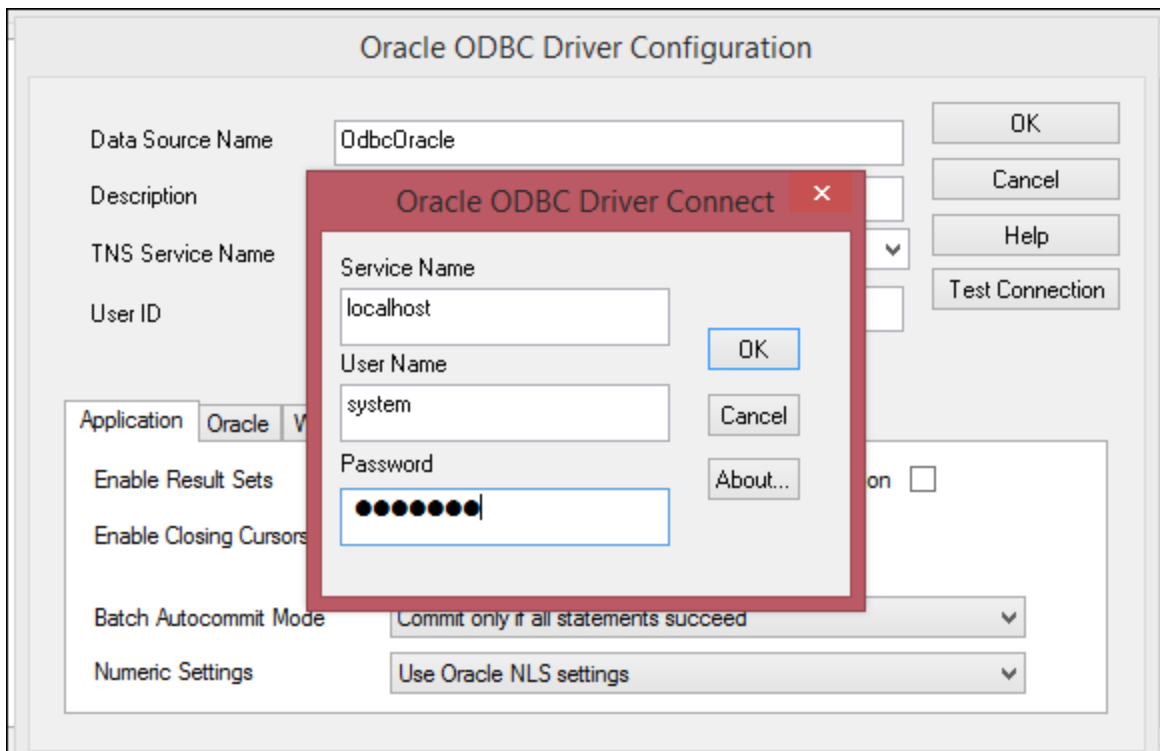 Oracle ODBC Driver Configuration
Data Source Name
OdbcOracle
OK
Description
Cancel
TNS Service Name
Help
User ID
Test Connection
Oracle ODBC Driver Connect
Service Name
localhost
OK
User Name
system
Cancel
Password
About...
Application
Oracle
Enable Result Sets
Enable Closing Cursors
Batch Autocommit Mode
Commit only if all statements succeed
Numeric Settings
Use Oracle NLS settings